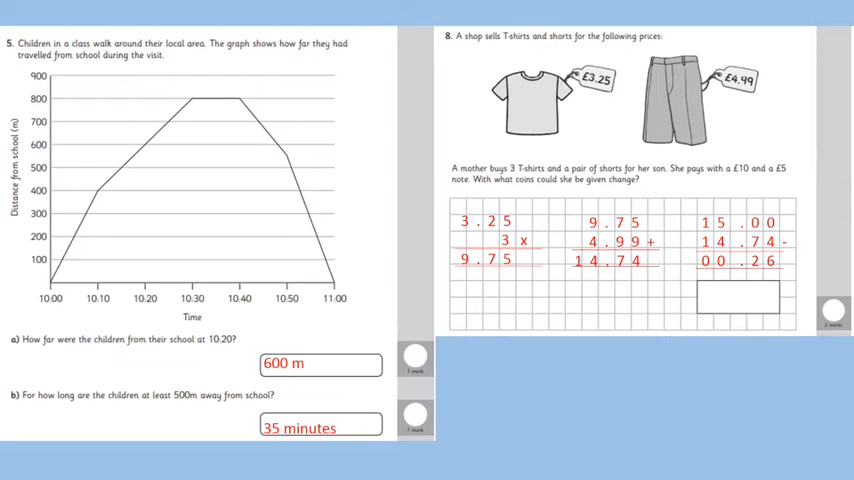 5. Children in a class walk around their local area. The graph shows how far they had
travelled from school during the visit.
Distance from school (m)
900
800
700
600
500
400
300
200
100
10.00 10.10 10.20 10.30 10.40 10.50 11.00
Time
a) How far were the children from their school at 10.20?
600 m
1 mark
b) For how long are the children at least 500m away from school?
35 minutes
1 mark
8. A shop sells T-shirts and shorts for the following prices:
£3.25
£4.99
A mother buys 3 T-shirts and a pair of shorts for her son. She pays with a £10 and a £5
note. With what coins could she be given change?
3 . 2 5
3 x
9 . 7 5
9 . 7 5
4 . 9 9 +
1 4 . 7 4
1 5 . 0 0
1 4 . 7 4 -
0 0 . 2 6
2 marks